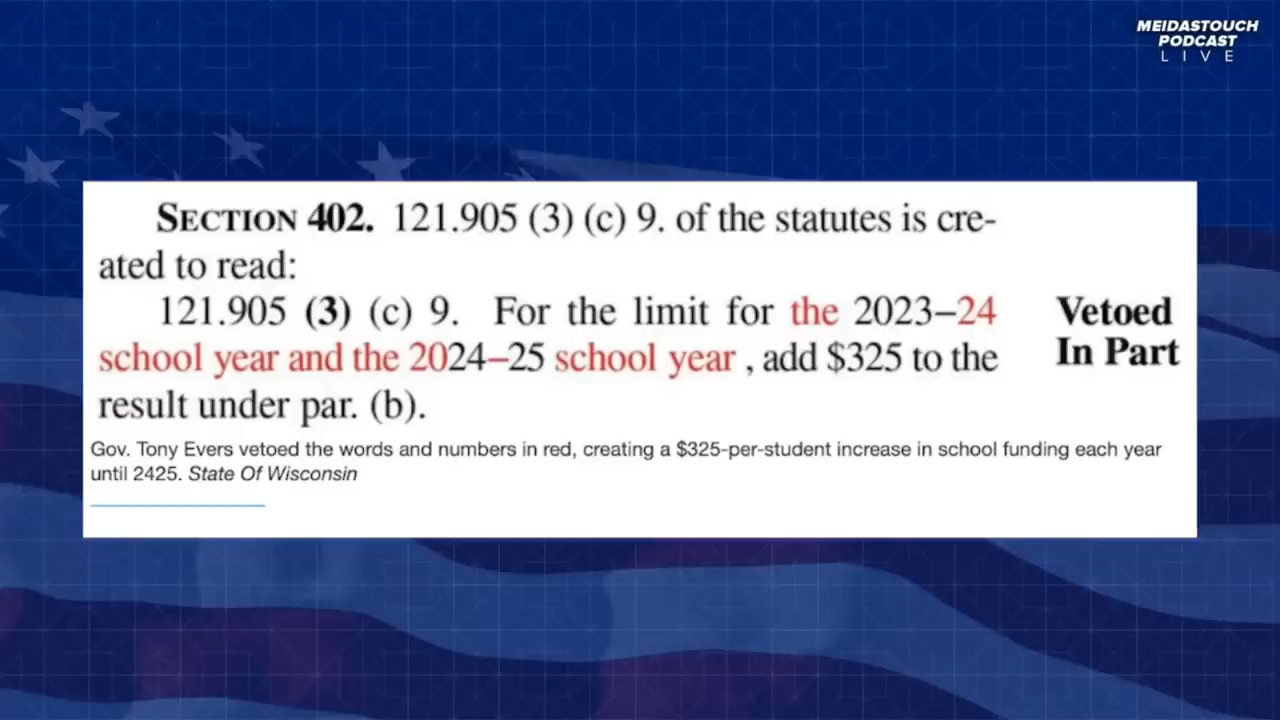 MEIDASTOUCH
PODCAST
LIVE
SECTION 402. 121.905 (3) (c) 9. of the statutes is cre-
ated to read:
121.905 (3) (c) 9. For the limit for the 2023–24
school year and the 2024–25 school year , add $325 to the
result under par. (b).
Vetoed
In Part
Gov. Tony Evers vetoed the words and numbers in red, creating a $325-per-student increase in school funding each year
until 2425. State Of Wisconsin